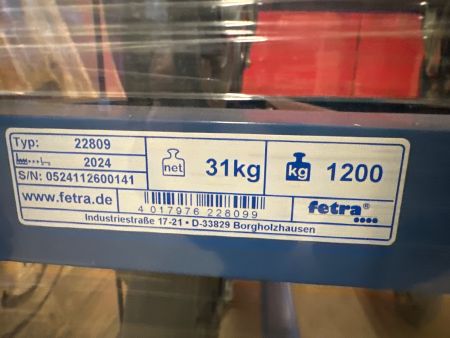 Typ: 22809
2024
S/N: 0524112600141
net 31kg
kg 1200
www.fetra.de
4 017976 228099
fetra®
Industriestraße 17-21 • D-33829 Borgholzhausen